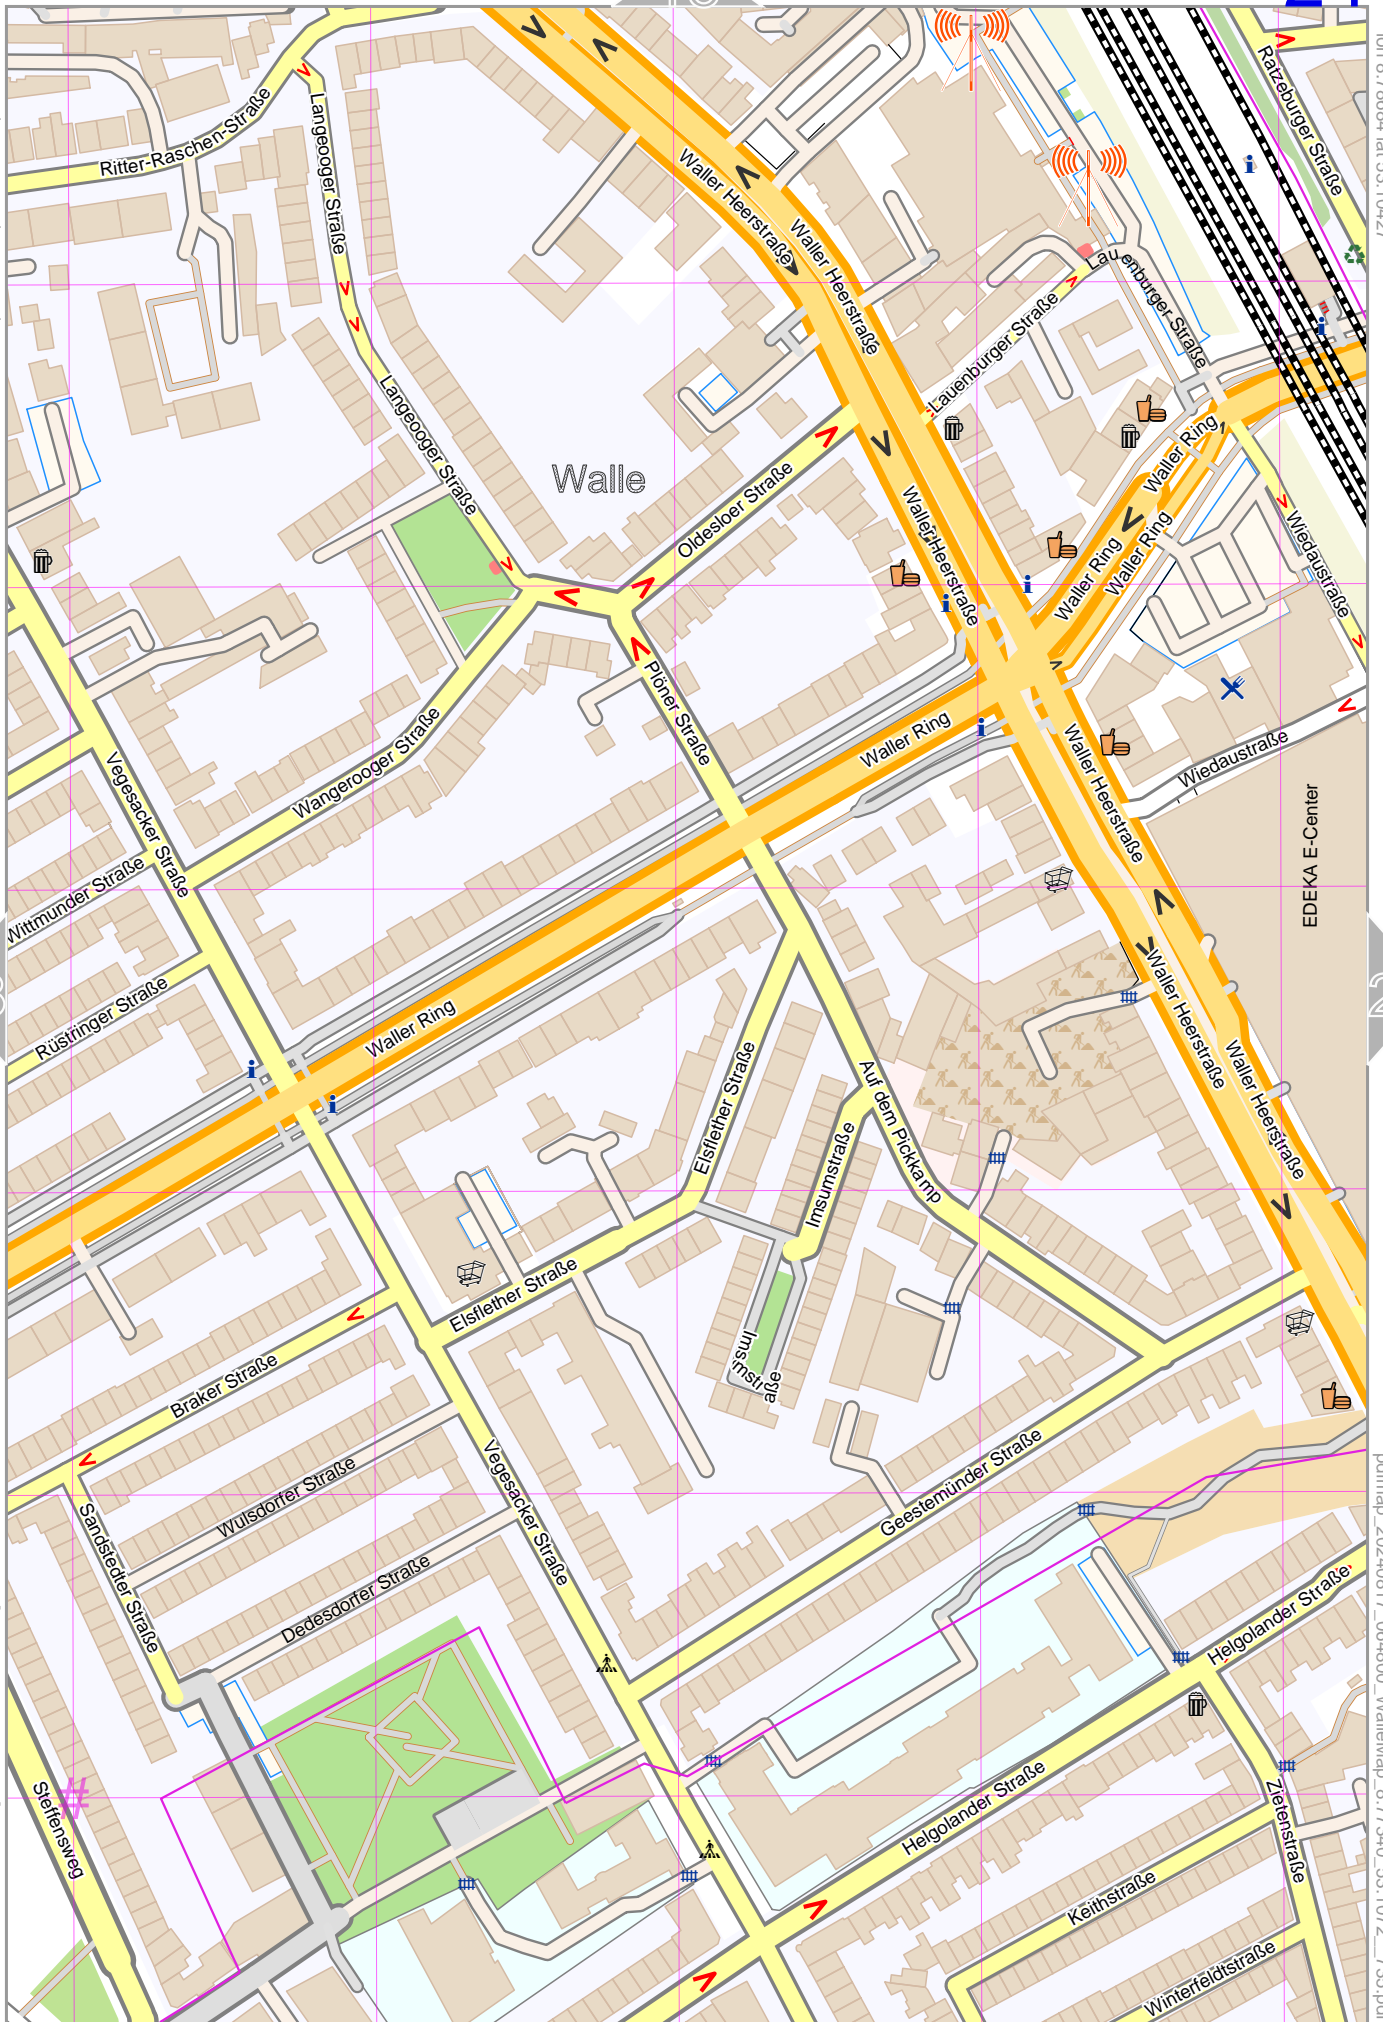 Ritter-Raschen-Straße
Langeooger Straße
Ratzeburger Straße
Waller Heerstraße
Waller Heerstraße
Lauenburger Straße
Lauenburger Straße
Langeooger Straße
Walle
Oldesloer Straße
Waller Heerstraße
Waller Ring
Waller Ring
Waller Ring
Wiedaustraße
Plöner Straße
Wangerooger Straße
Vegesacker Straße
Waller Ring
Wiedaustraße
Waller Heerstraße
EDEKA E-Center
Wittmunder Straße
Rüstringer Straße
Waller Ring
Waller Heerstraße
Waller Heerstraße
Elsflether Straße
Auf dem Pickkamp
Imsumstraße
Elsflether Straße
Imsumstraße
Braker Straße
Wulsdorfer Straße
Vegesacker Straße
Geestemünder Straße
Sandstedter Straße
Dedesdorfer Straße
Helgolander Straße
Steffensweg
#
Helgolander Straße
Zietenstraße
Keithstraße
Winterfeldtstraße